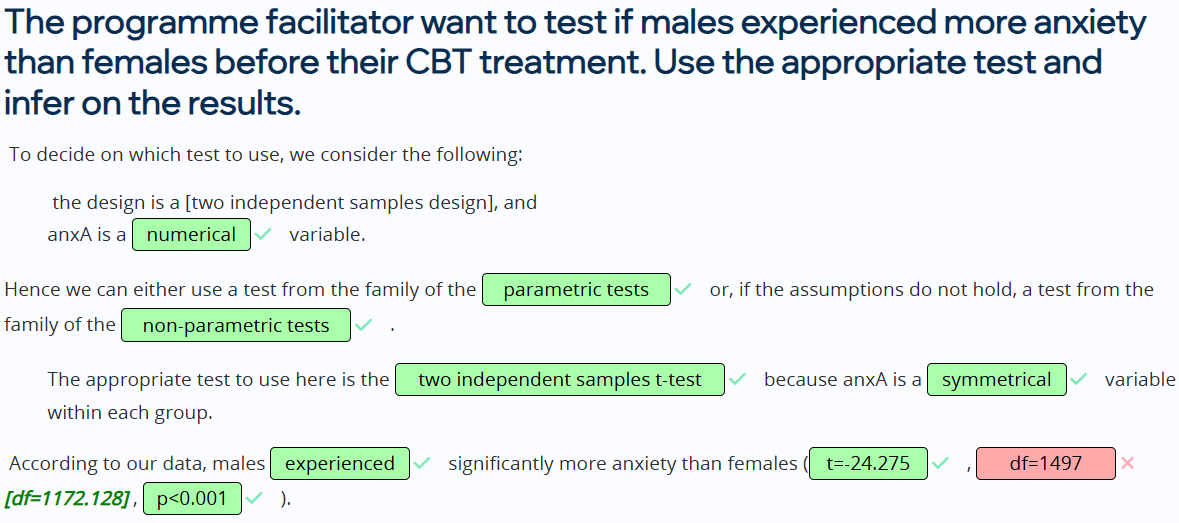 The programme facilitator want to test if males experienced more anxiety
than females before their CBT treatment. Use the appropriate test and
infer on the results.
To decide on which test to use, we consider the following:
the design is a [two independent samples design], and
anxA is a numerical ✓ variable.
Hence we can either use a test from the family of the parametric tests ✓ or, if the assumptions do not hold, a test from the
family of the non-parametric tests ✓ .
The appropriate test to use here is the two independent samples t-test ✓ because anxA is a symmetrical ✓ variable
within each group.
According to our data, males experienced ✓ significantly more anxiety than females ( t=-24.275 ✓ , df=1497 ✕
[df=1172.128] , p<0.001 ✓ ).